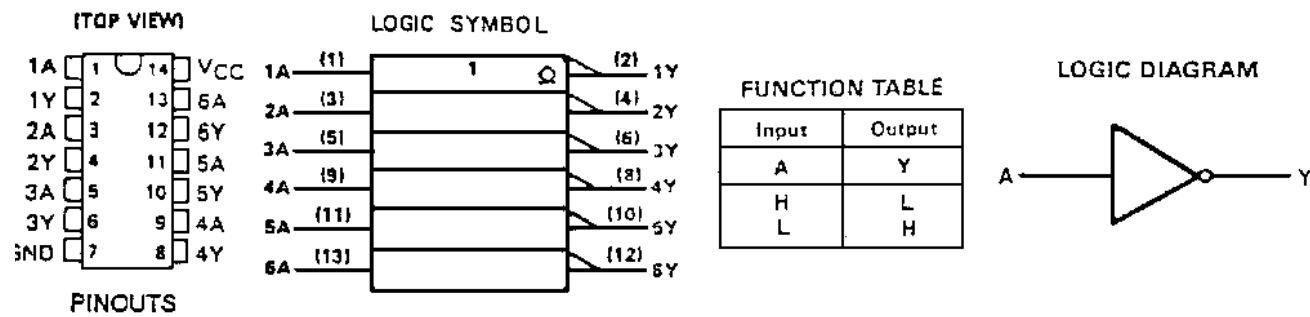 (TOP VIEW)
1A 1 14 VCC
1Y 2 13 6A
2A 3 12 6Y
2Y 4 11 5A
3A 5 10 5Y
3Y 6 9 4A
GND 7 8 4Y
PINOUTS
LOGIC SYMBOL
1A (1) 1 (2) 1Y
2A (3) (4) 2Y
3A (5) (6) 3Y
4A (9) (8) 4Y
5A (11) (10) 5Y
6A (13) (12) 6Y
FUNCTION TABLE
Input Output
A Y
H L
L H
LOGIC DIAGRAM
A Y